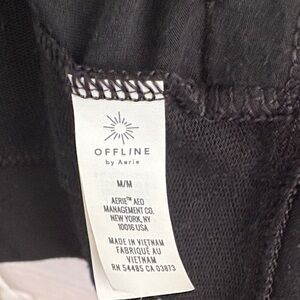 OFFLINE
by Aerie
M/M
AERIE™ AEO
MANAGEMENT CO.
NEW YORK, NY
10016 USA
MADE IN VIETNAM
FABRIQUÉ AU
VIETNAM
RN 54485 CA 03873